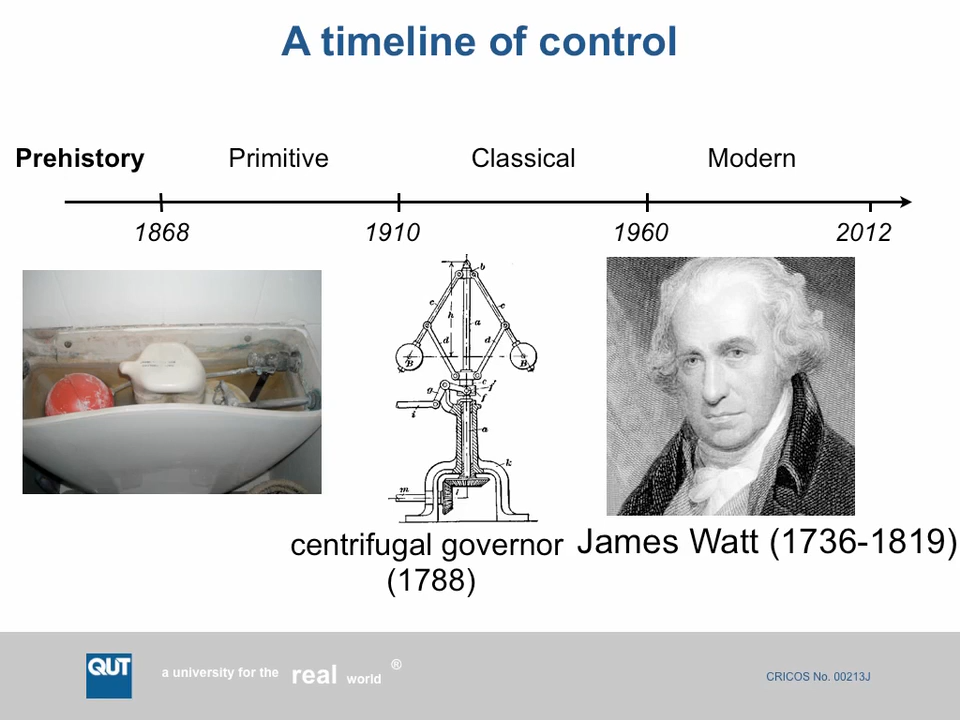 A timeline of control
Prehistory Primitive Classical Modern
1868 1910 1960 2012
centrifugal governor
(1788)
James Watt (1736-1819)
QUT
a university for the real world ®
CRICOS No. 00213J